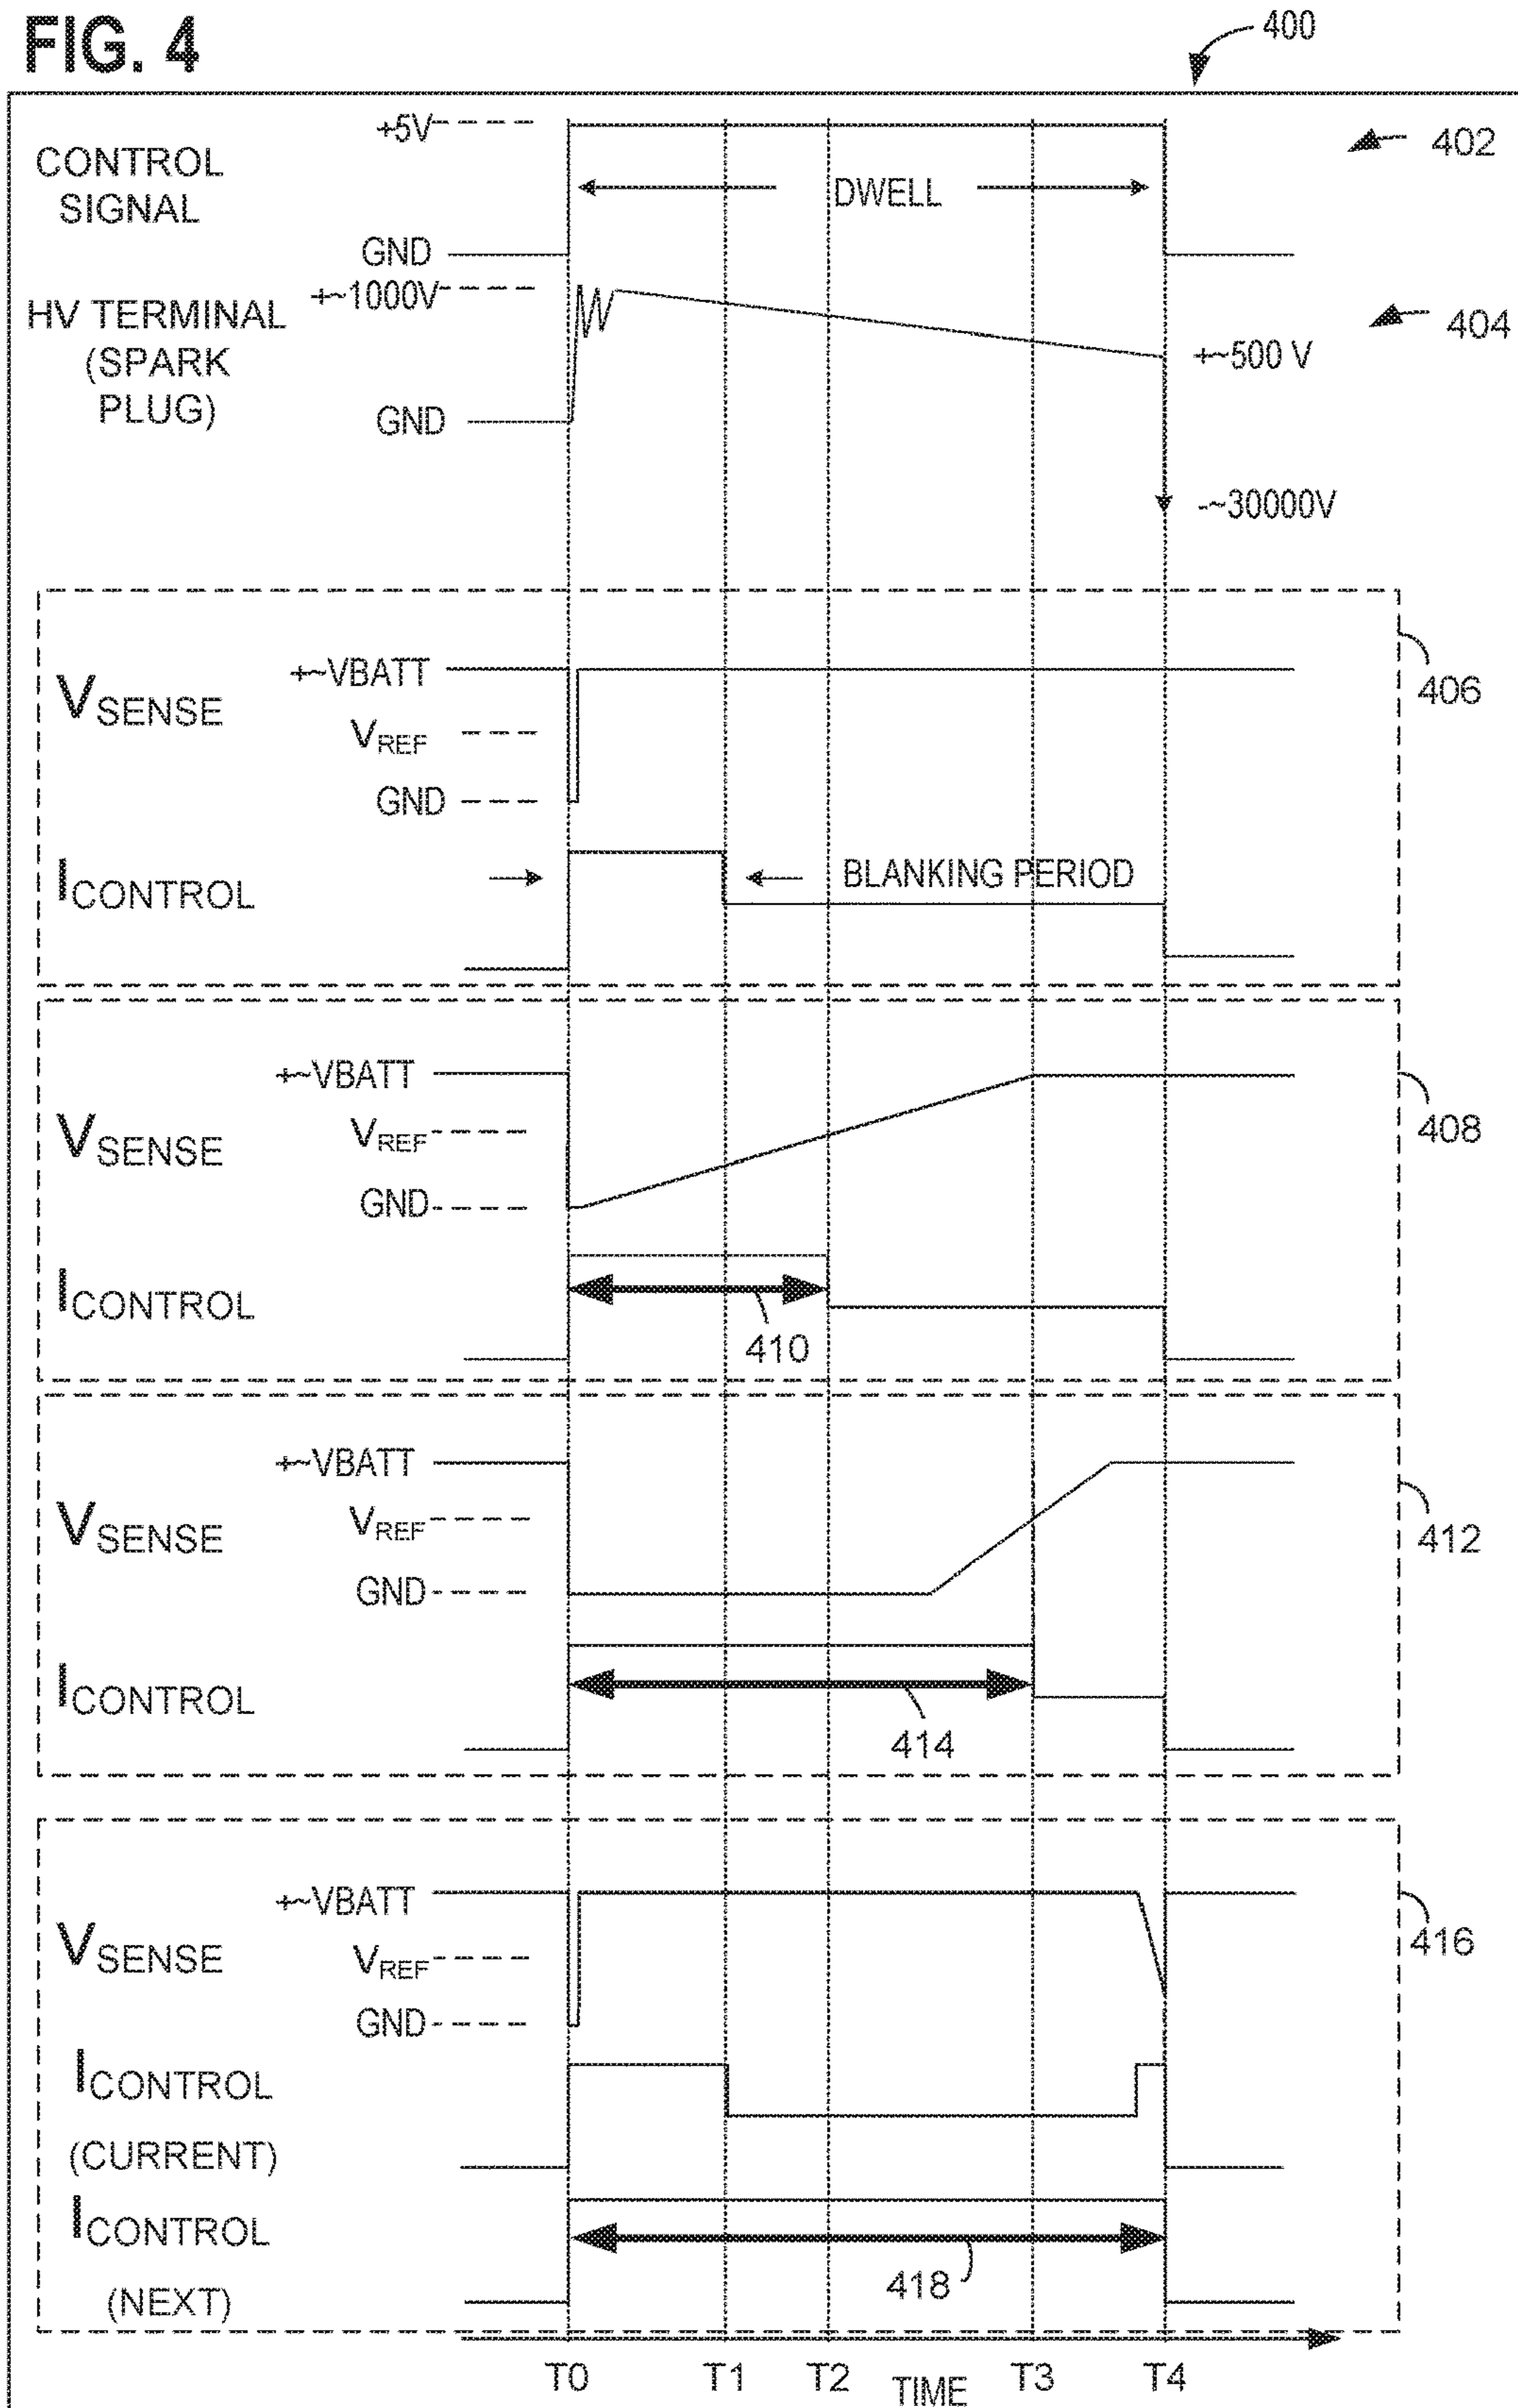 FIG. 4
400
+5V
CONTROL
SIGNAL
402
DWELL
GND
+~1000V
HV TERMINAL
(SPARK
PLUG)
404
+~500 V
GND
-~30000V
+~VBATT
VSENSE
406
VREF
GND
ICONTROL
BLANKING PERIOD
+~VBATT
VSENSE
VREF
408
GND
ICONTROL
410
+~VBATT
VSENSE
VREF
412
GND
ICONTROL
414
+~VBATT
VSENSE
VREF
416
GND
ICONTROL
(CURRENT)
ICONTROL
(NEXT)
418
T0 T1 T2 T3 T4
TIME